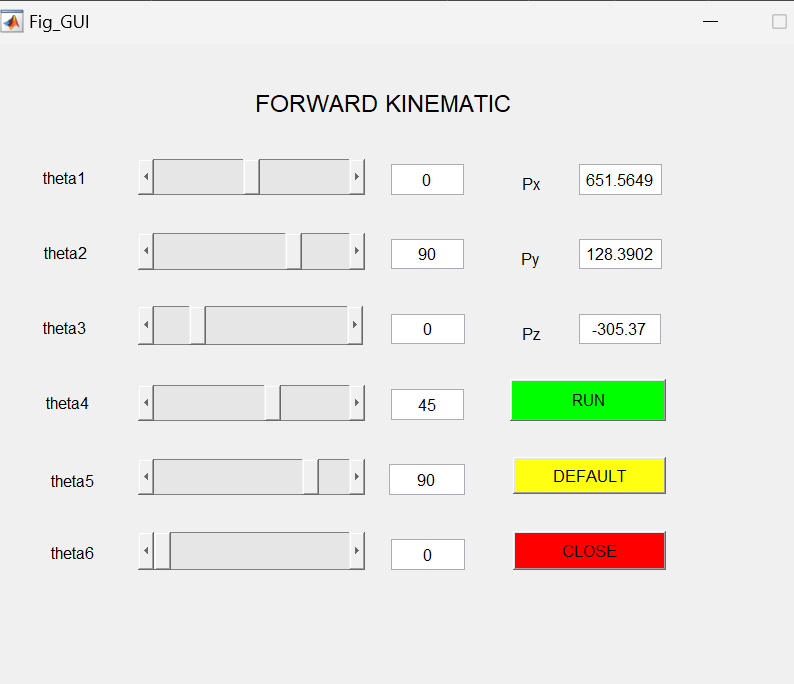 Fig_GUI
FORWARD KINEMATIC
theta1 0 Px 651.5649
theta2 90 Py 128.3902
theta3 0 Pz -305.37
theta4 45 RUN
theta5 90 DEFAULT
theta6 0 CLOSE